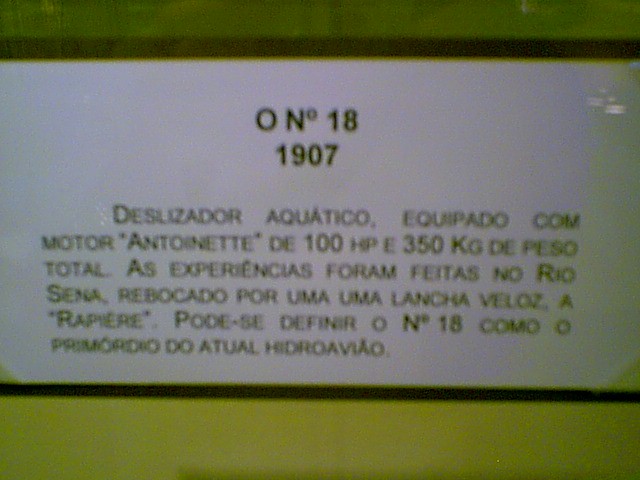 O Nº 18
1907
DESLIZADOR AQUÁTICO, EQUIPADO COM
MOTOR "ANTOINETTE" DE 100 HP E 350 KG DE PESO
TOTAL. AS EXPERIÊNCIAS FORAM FEITAS NO RIO
SENA, REBOCADO POR UMA UMA LANCHA VELOZ, A
"RAPIÈRE". PODE-SE DEFINIR O Nº 18 COMO O
PRIMÓRDIO DO ATUAL HIDROAVIÃO.